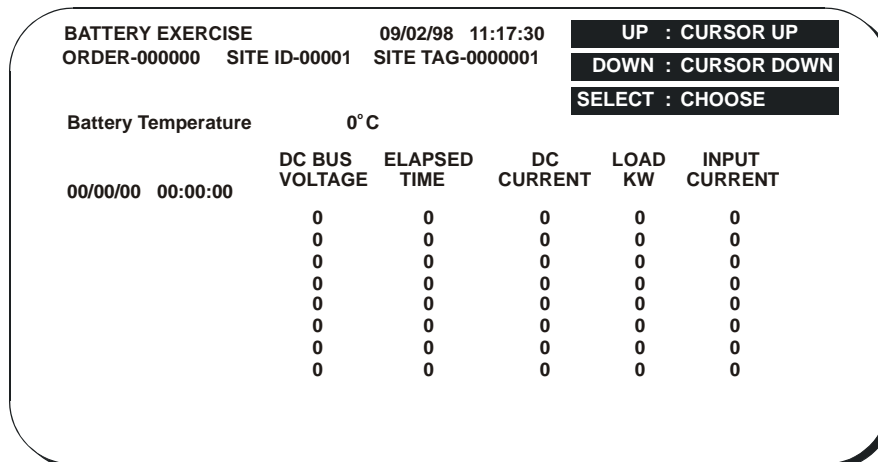 BATTERY EXERCISE 09/02/98 11:17:30 UP : CURSOR UP
ORDER-000000 SITE ID-00001 SITE TAG-0000001 DOWN : CURSOR DOWN
SELECT : CHOOSE
Battery Temperature 0°C
DC BUS ELAPSED DC LOAD INPUT
VOLTAGE TIME CURRENT KW CURRENT
00/00/00 00:00:00
0 0 0 0 0
0 0 0 0 0
0 0 0 0 0
0 0 0 0 0
0 0 0 0 0
0 0 0 0 0
0 0 0 0 0
0 0 0 0 0